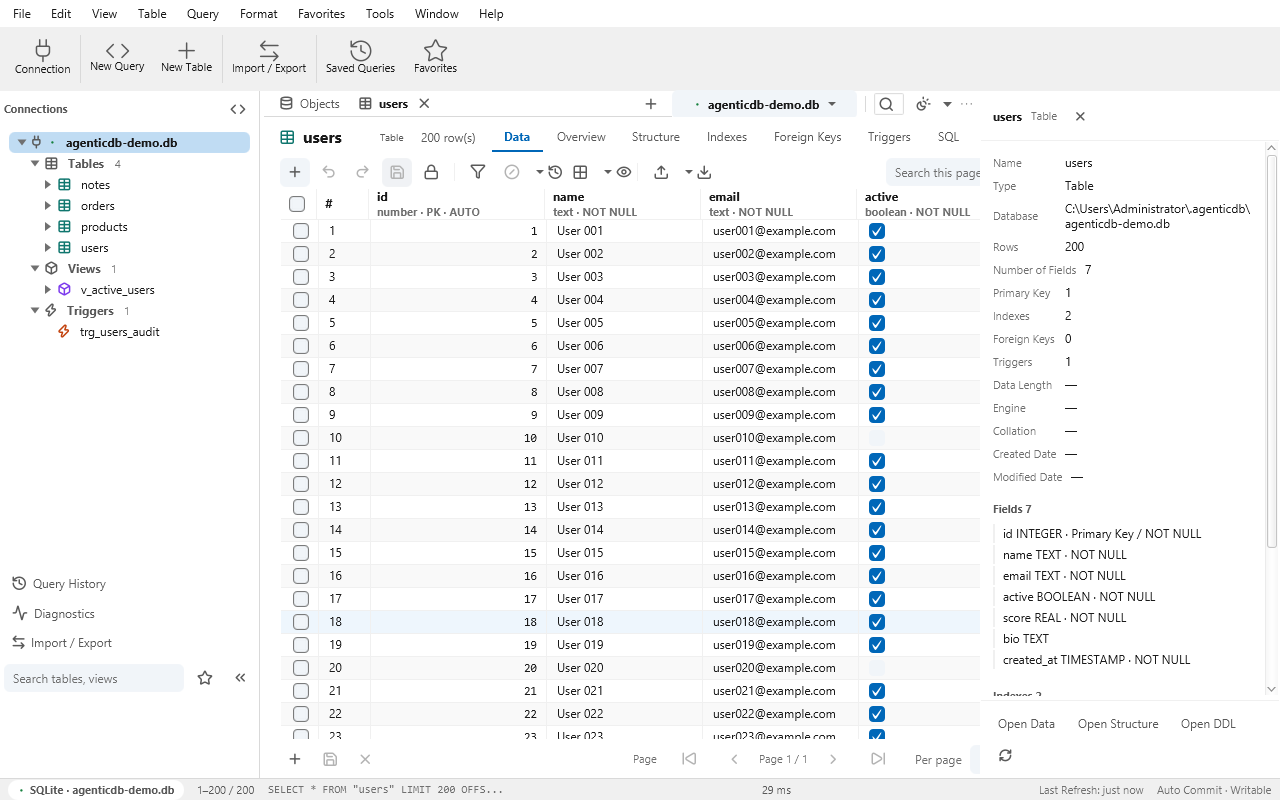 File Edit View Table Query Format Favorites Tools Window Help
Connection New Query New Table Import / Export Saved Queries Favorites
Connections
agenticdb-demo.db
Tables 4
notes
orders
products
users
Views 1
v_active_users
Triggers 1
trg_users_audit
Query History
Diagnostics
Import / Export
Search tables, views
Objects users agenticdb-demo.db
users Table 200 row(s) Data Overview Structure Indexes Foreign Keys Triggers SQL
Search this page
# id name email active
number · PK · AUTO text · NOT NULL text · NOT NULL boolean · NOT NULL
1 1 User 001 user001@example.com
2 2 User 002 user002@example.com
3 3 User 003 user003@example.com
4 4 User 004 user004@example.com
5 5 User 005 user005@example.com
6 6 User 006 user006@example.com
7 7 User 007 user007@example.com
8 8 User 008 user008@example.com
9 9 User 009 user009@example.com
10 10 User 010 user010@example.com
11 11 User 011 user011@example.com
12 12 User 012 user012@example.com
13 13 User 013 user013@example.com
14 14 User 014 user014@example.com
15 15 User 015 user015@example.com
16 16 User 016 user016@example.com
17 17 User 017 user017@example.com
18 18 User 018 user018@example.com
19 19 User 019 user019@example.com
20 20 User 020 user020@example.com
21 21 User 021 user021@example.com
22 22 User 022 user022@example.com
23 23 User 023 user023@example.com
Page Page 1 / 1 Per page
users Table
Name users
Type Table
Database C:\Users\Administrator\.agenticdb\
agenticdb-demo.db
Rows 200
Number of Fields 7
Primary Key 1
Indexes 2
Foreign Keys 0
Triggers 1
Data Length —
Engine —
Collation —
Created Date —
Modified Date —
Fields 7
id INTEGER · Primary Key / NOT NULL
name TEXT · NOT NULL
email TEXT · NOT NULL
active BOOLEAN · NOT NULL
score REAL · NOT NULL
bio TEXT
created_at TIMESTAMP · NOT NULL
Indexes 2
Open Data Open Structure Open DDL
SQLite · agenticdb-demo.db 1–200 / 200 SELECT * FROM "users" LIMIT 200 OFFS... 29 ms Last Refresh: just now Auto Commit · Writable